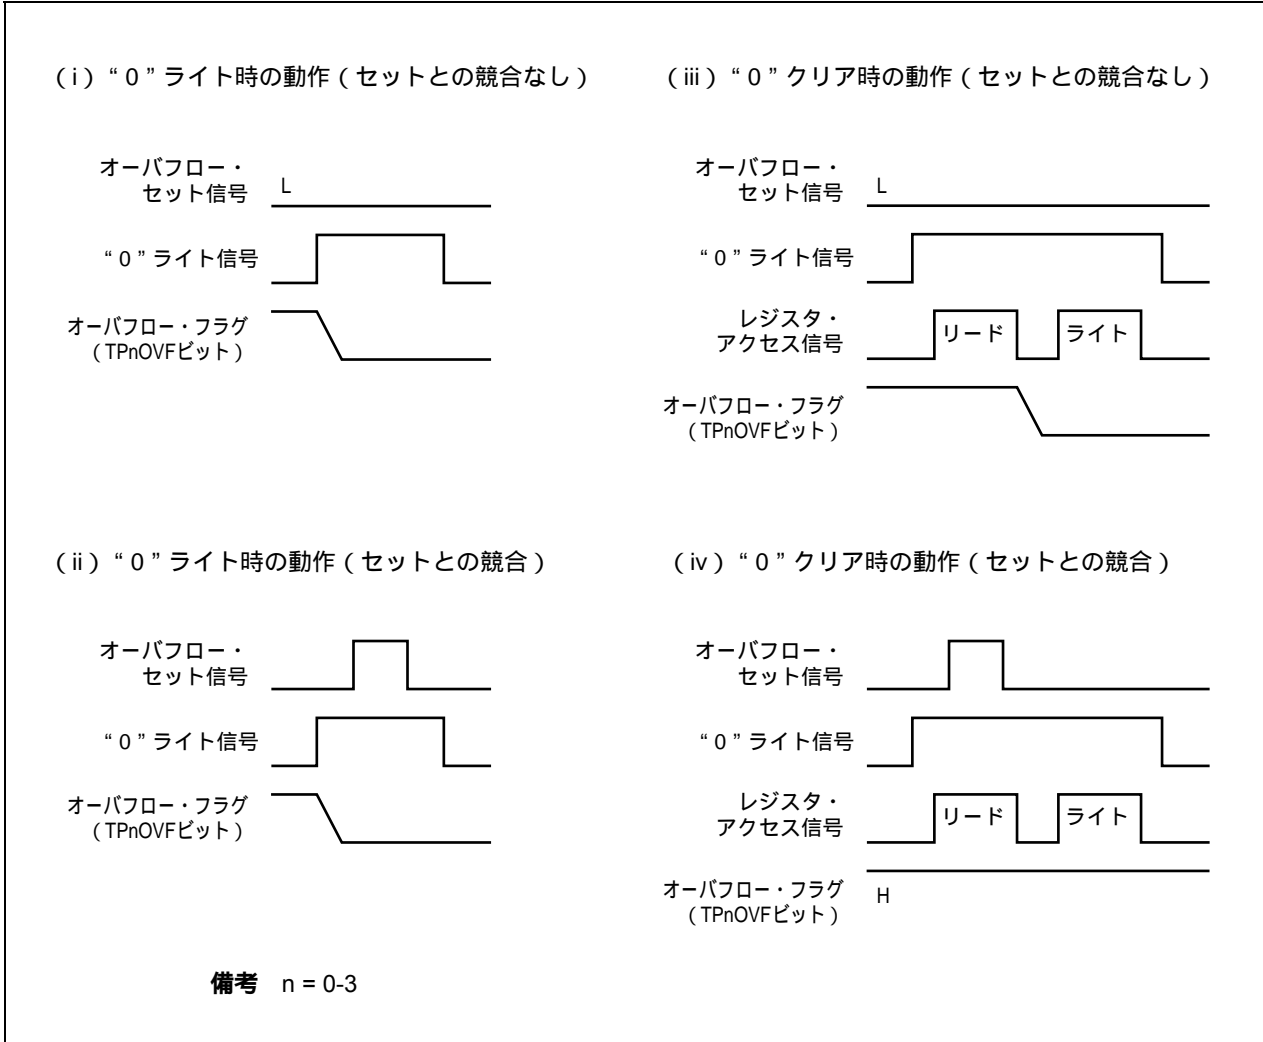 （i）“0”ライト時の動作（セットとの競合なし）
オーバフロー・
セット信号
L
“0”ライト信号
オーバフロー・フラグ
（TPnOVFビット）
（iii）“0”クリア時の動作（セットとの競合なし）
オーバフロー・
セット信号
L
“0”ライト信号
レジスタ・
アクセス信号
リード
ライト
オーバフロー・フラグ
（TPnOVFビット）
（ii）“0”ライト時の動作（セットとの競合）
オーバフロー・
セット信号
“0”ライト信号
オーバフロー・フラグ
（TPnOVFビット）
（iv）“0”クリア時の動作（セットとの競合）
オーバフロー・
セット信号
“0”ライト信号
レジスタ・
アクセス信号
リード
ライト
オーバフロー・フラグ
（TPnOVFビット）
H
備考 n = 0-3